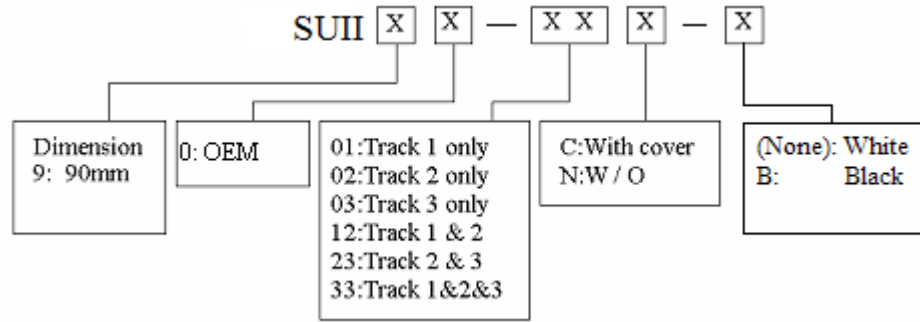 SUII X X — X X X — X
Dimension
9: 90mm
0: OEM
01:Track 1 only
02:Track 2 only
03:Track 3 only
12:Track 1 & 2
23:Track 2 & 3
33:Track 1&2&3
C:With cover
N:W / O
(None): White
B: Black